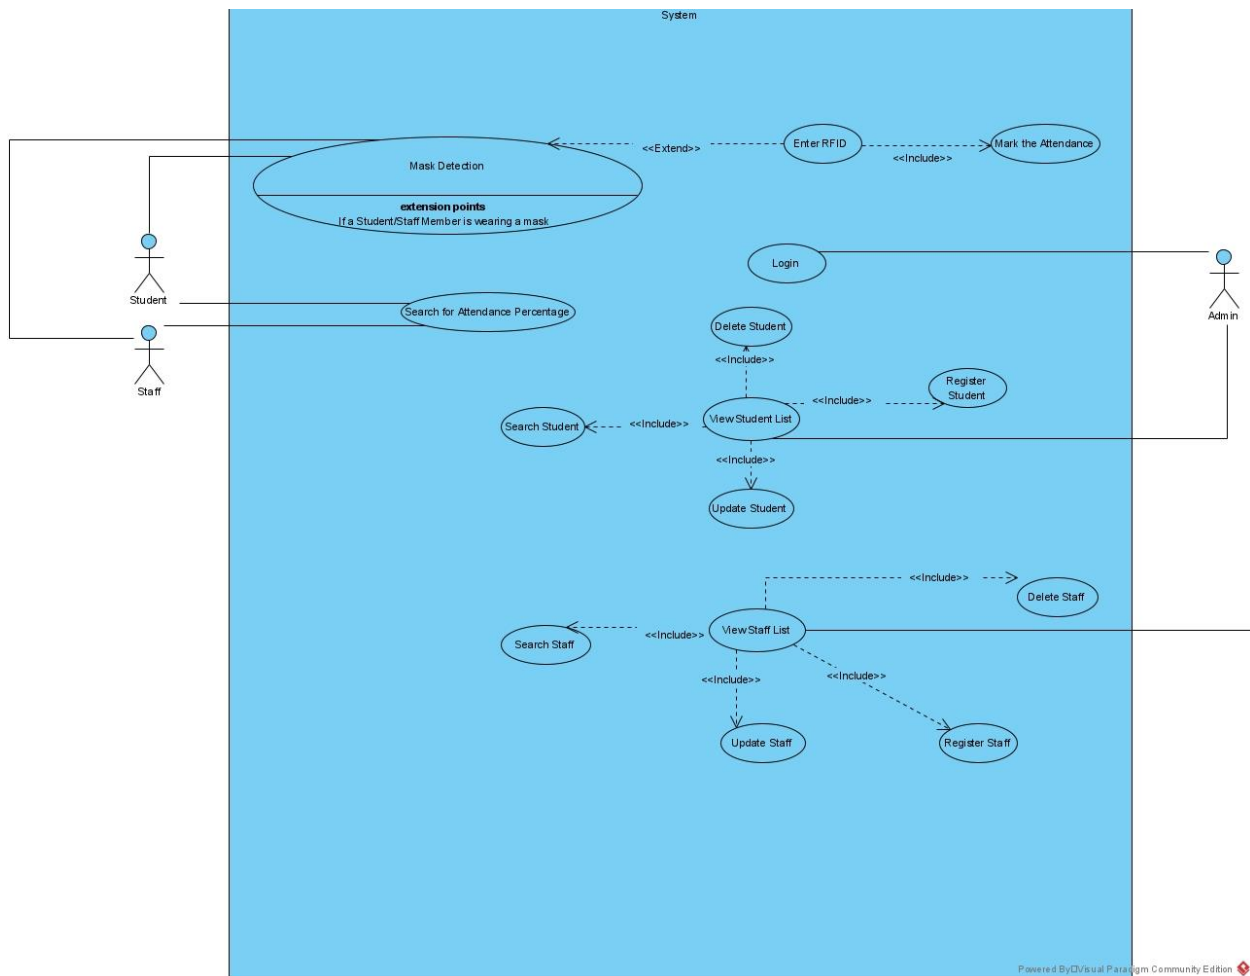 System
Mask Detection
extension points
If a Student/Staff Member is wearing a mask
<<Extend>>
Enter RFID
<<Include>>
Mark the Attendance
Student
Staff
Search for Attendance Percentage
Login
Admin
Delete Student
<<Include>>
Register
Student
<<Include>>
View Student List
<<Include>>
Search Student
<<Include>>
Update Student
<<Include>>
Delete Staff
View Staff List
<<Include>>
Search Staff
<<Include>>
<<Include>>
Update Staff
Register Staff
Powered By Visual Paradigm Community Edition